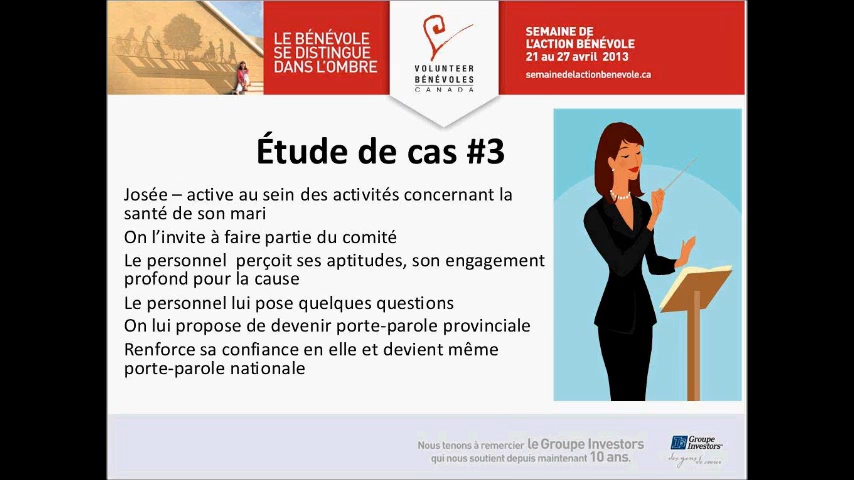 LE BÉNÉVOLE
SE DISTINGUE
DANS L'OMBRE
VOLUNTEER
BÉNÉVOLES
CANADA
SEMAINE DE
L'ACTION BÉNÉVOLE
21 au 27 avril 2013
semainedelactionbenevole.ca
Étude de cas #3
Josée – active au sein des activités concernant la
santé de son mari
On l'invite à faire partie du comité
Le personnel perçoit ses aptitudes, son engagement
profond pour la cause
Le personnel lui pose quelques questions
On lui propose de devenir porte-parole provinciale
Renforce sa confiance en elle et devient même
porte-parole nationale
Nous tenons à remercier le Groupe Investors
qui nous soutient depuis maintenant 10 ans.
Groupe
Investors
des gens de coeur